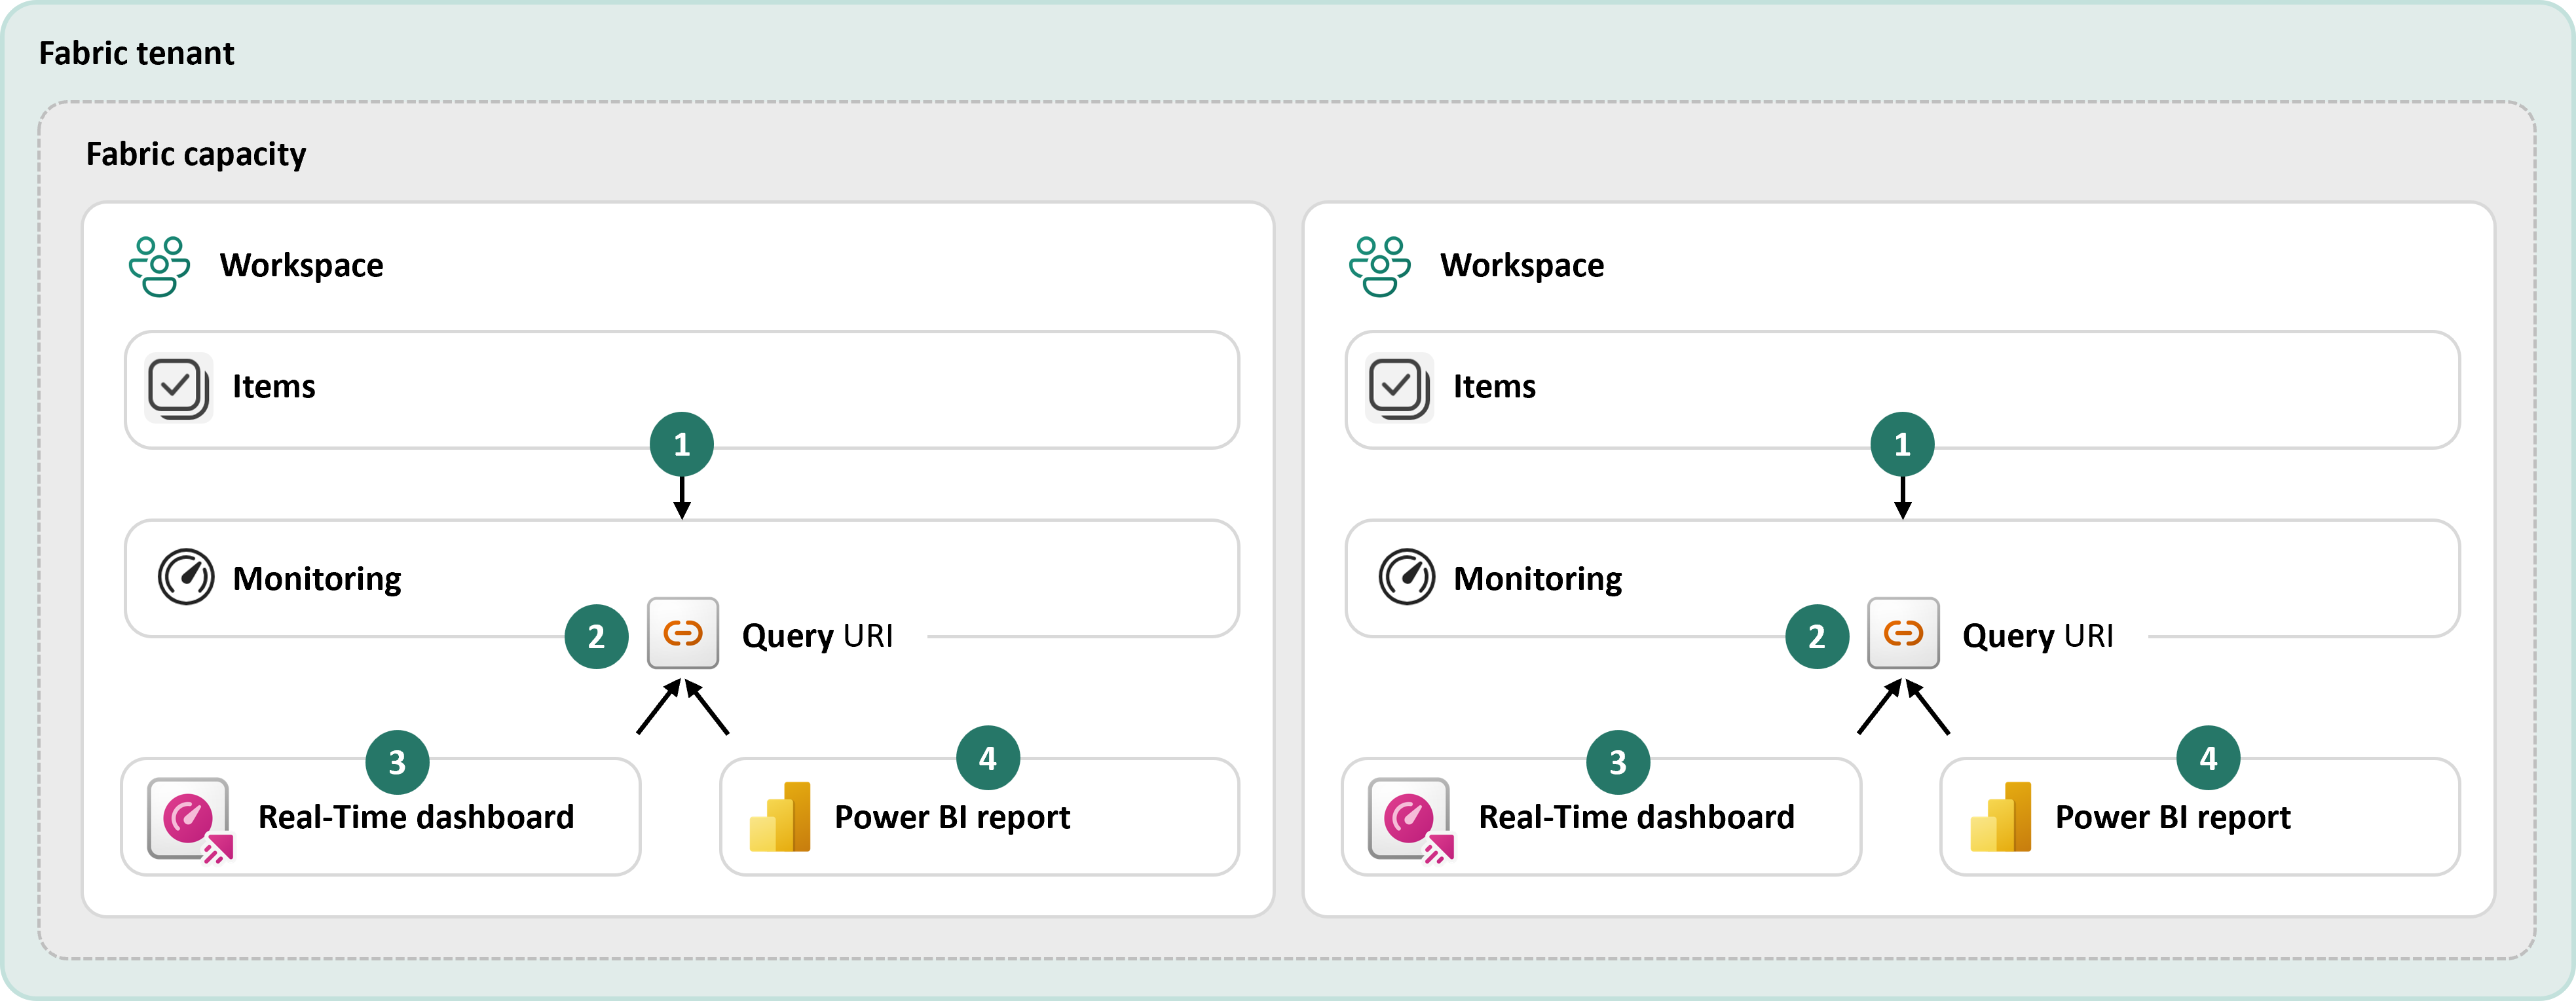 Fabric tenant
Fabric capacity
Workspace
Items
1
Monitoring
2
Query URI
3
Real-Time dashboard
4
Power BI report
Workspace
Items
1
Monitoring
2
Query URI
3
Real-Time dashboard
4
Power BI report